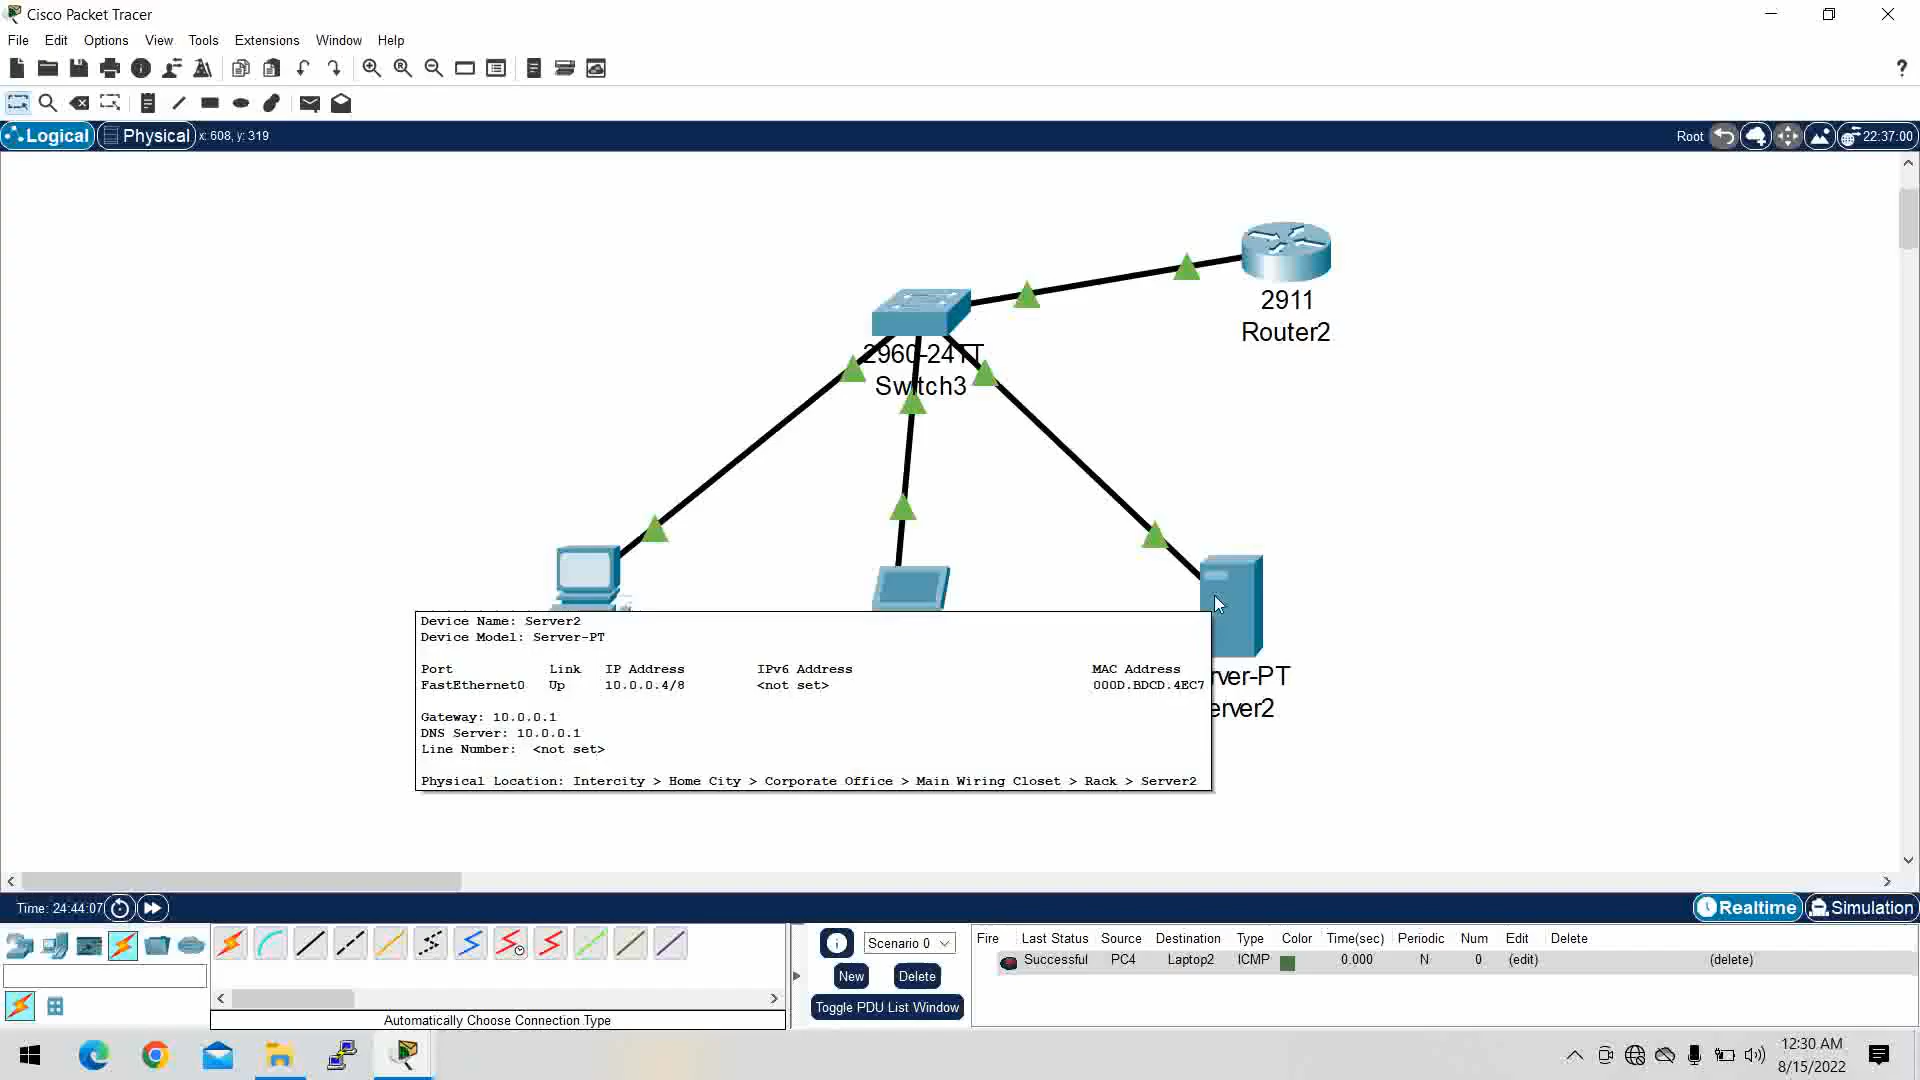 Cisco Packet Tracer
File Edit Options View Tools Extensions Window Help
?
Logical Physical x: 608, y: 319 Root 22:37:00
2911
Router2
2960-24TT
Switch3
Device Name: Server2
Device Model: Server-PT
Port Link IP Address IPv6 Address MAC Address
FastEthernet0 Up 10.0.0.4/8 <not set> 000D.BDCD.4EC7
Gateway: 10.0.0.1
DNS Server: 10.0.0.1
Line Number: <not set>
Physical Location: Intercity > Home City > Corporate Office > Main Wiring Closet > Rack > Server2
rver-PT
erver2
Time: 24:44:07 Realtime Simulation
Scenario 0
New Delete
Toggle PDU List Window
Fire Last Status Source Destination Type Color Time(sec) Periodic Num Edit Delete
Successful PC4 Laptop2 ICMP 0.000 N 0 (edit) (delete)
Automatically Choose Connection Type
12:30 AM
8/15/2022